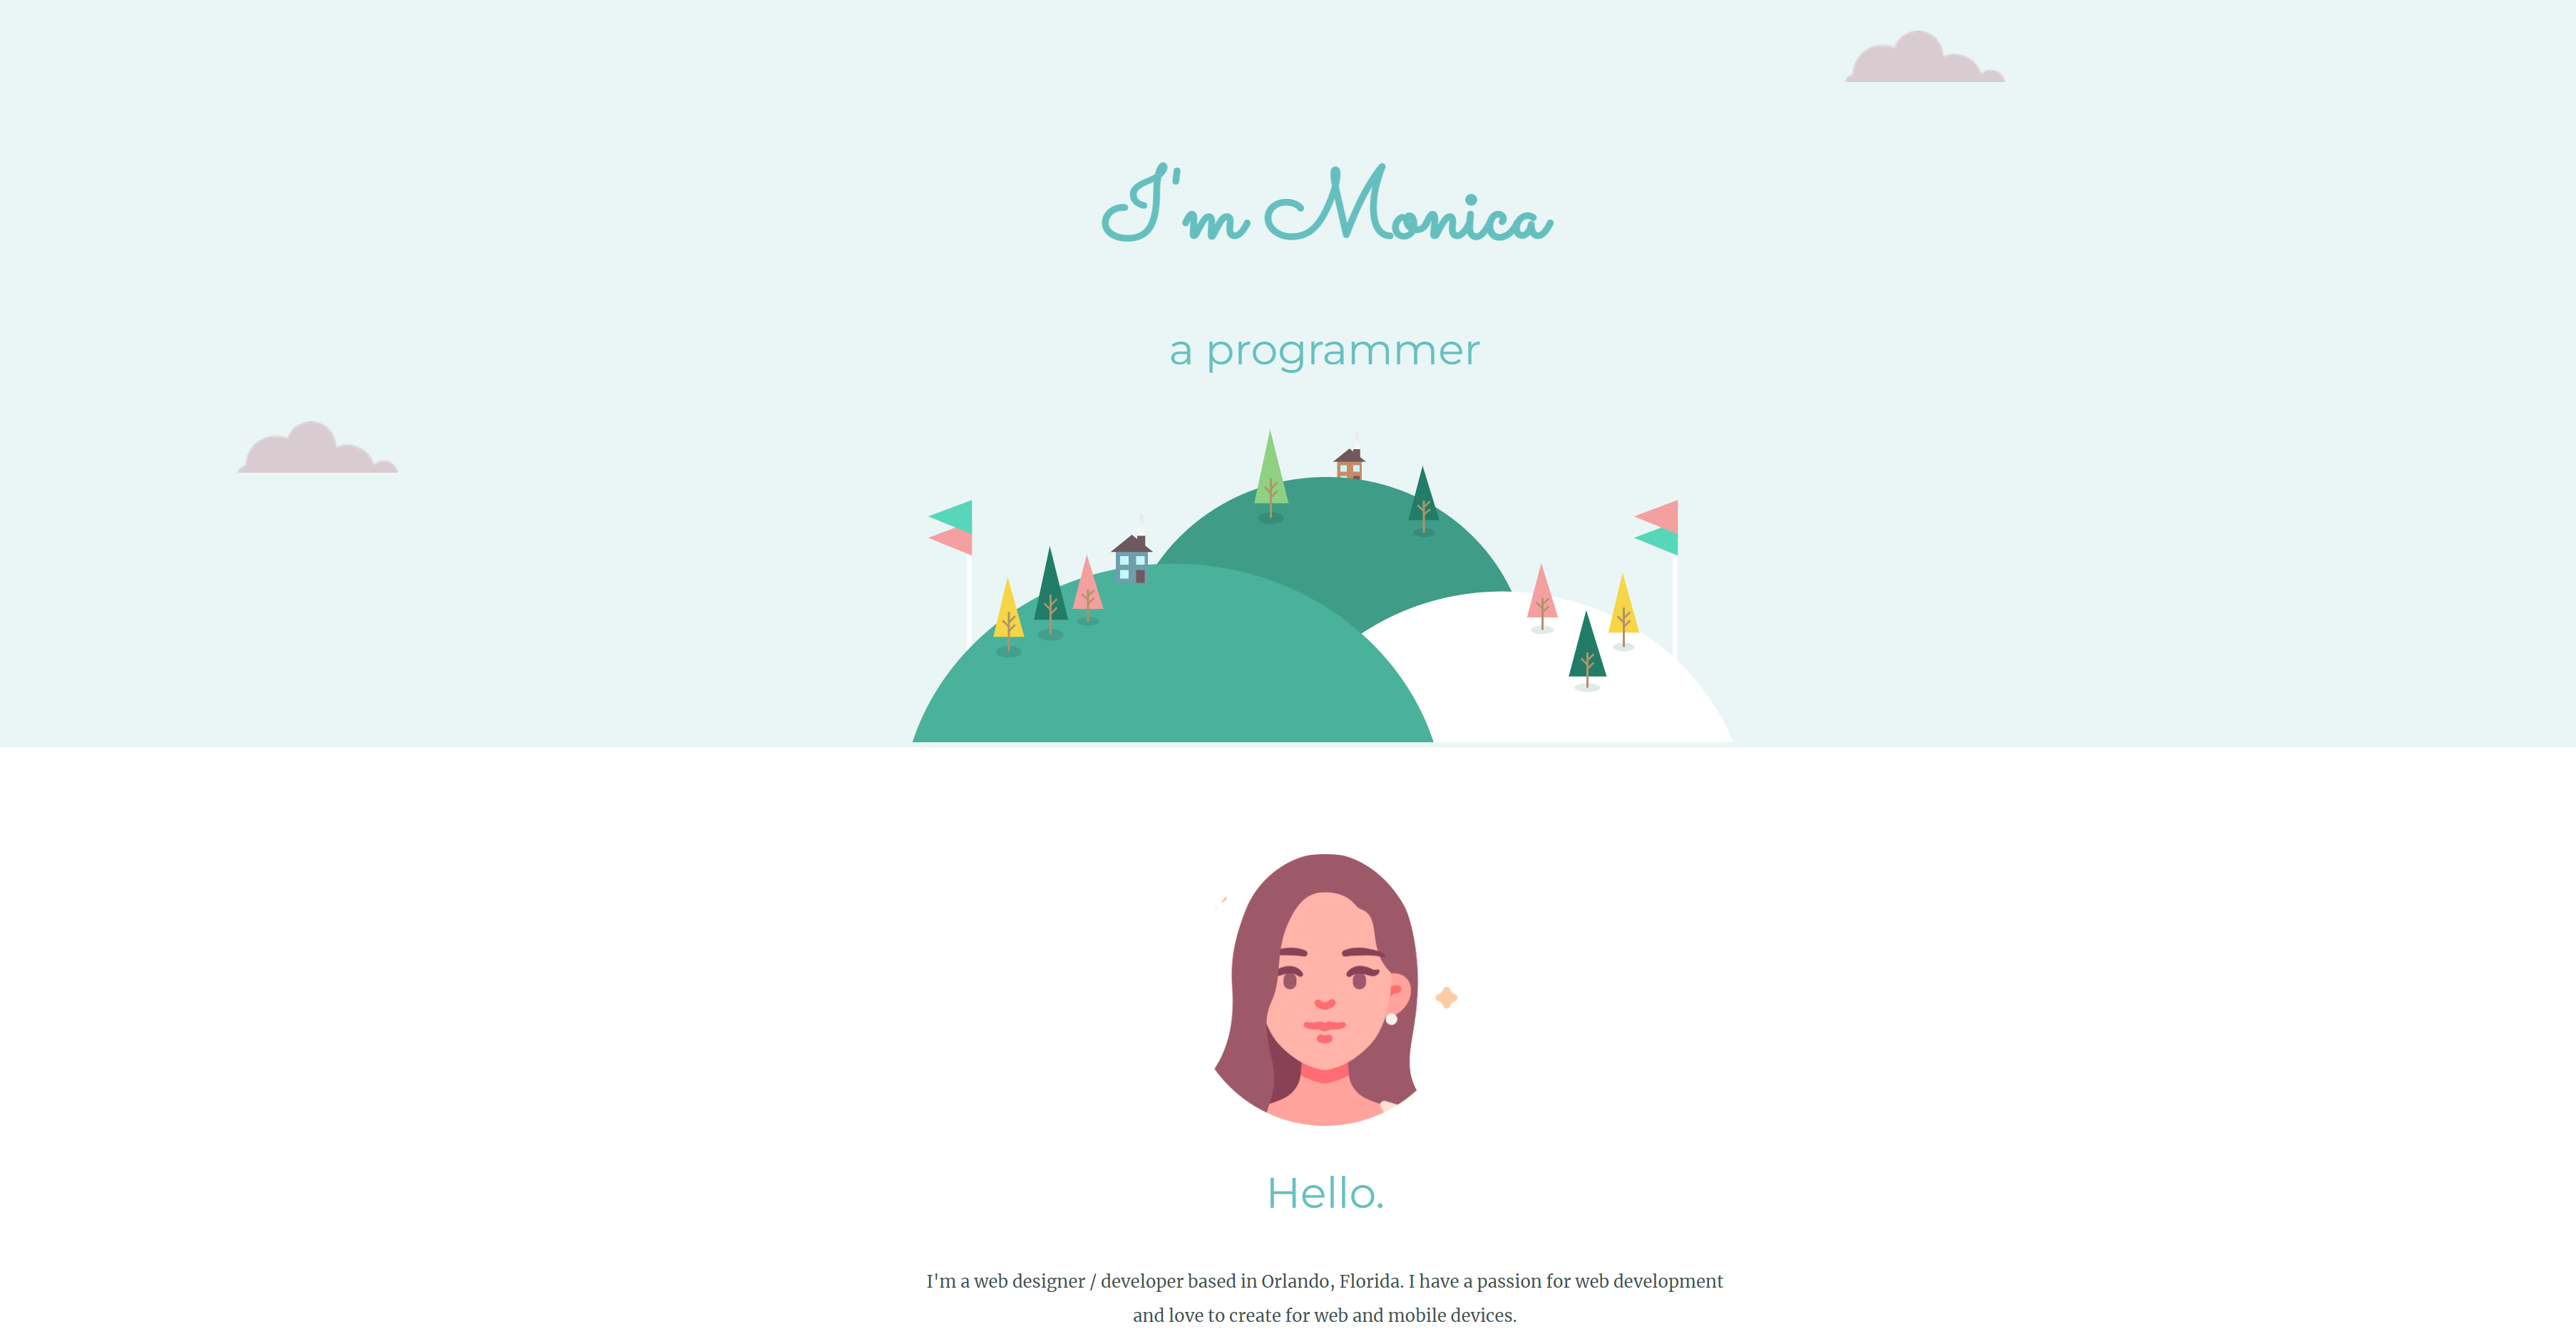 I'm Monica
a programmer
Hello.
I'm a web designer / developer based in Orlando, Florida. I have a passion for web development
and love to create for web and mobile devices.